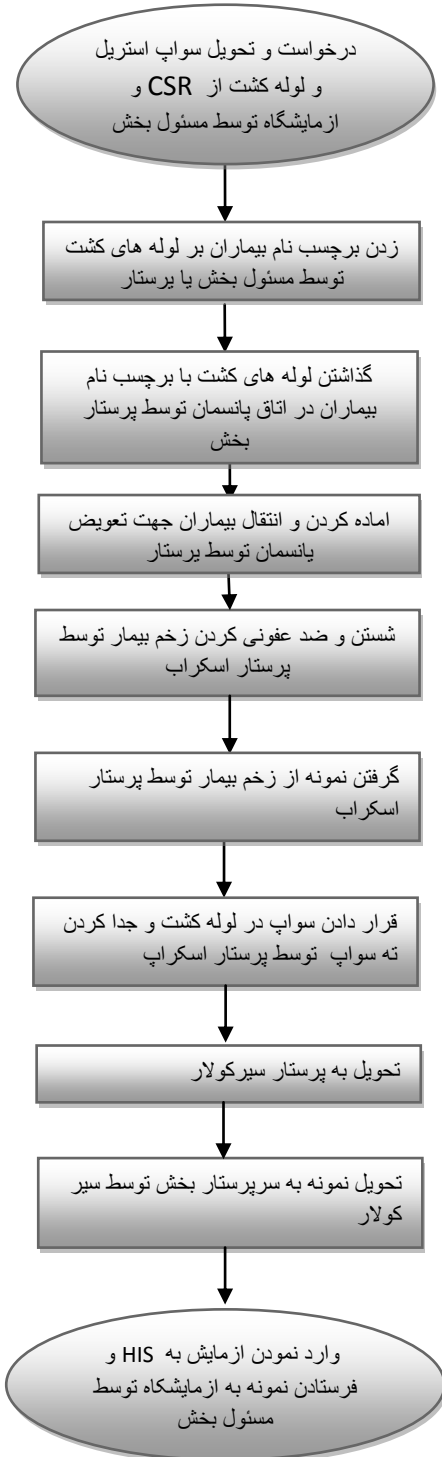 درخواست و تحویل سواپ استریل
و لوله کشت از CSR و
ازمایشگاه توسط مسئول بخش
زدن برچسب نام بیماران بر لوله های کشت
توسط مسئول بخش یا پرستار
گذاشتن لوله های کشت با برچسب نام
بیماران در اتاق پانسمان توسط پرستار
بخش
اماده کردن و انتقال بیماران جهت تعویض
پانسمان توسط پرستار
شستن و ضد عفونی کردن زخم بیمار توسط
پرستار اسکراب
گرفتن نمونه از زخم بیمار توسط پرستار
اسکراب
قرار دادن سواپ در لوله کشت و جدا کردن
ته سواپ توسط پرستار اسکراپ
تحویل به پرستار سیرکولار
تحویل نمونه به سرپرستار بخش توسط سیر
کولار
وارد نمودن ازمایش به HIS و
فرستادن نمونه به ازمایشکاه توسط
مسئول بخش